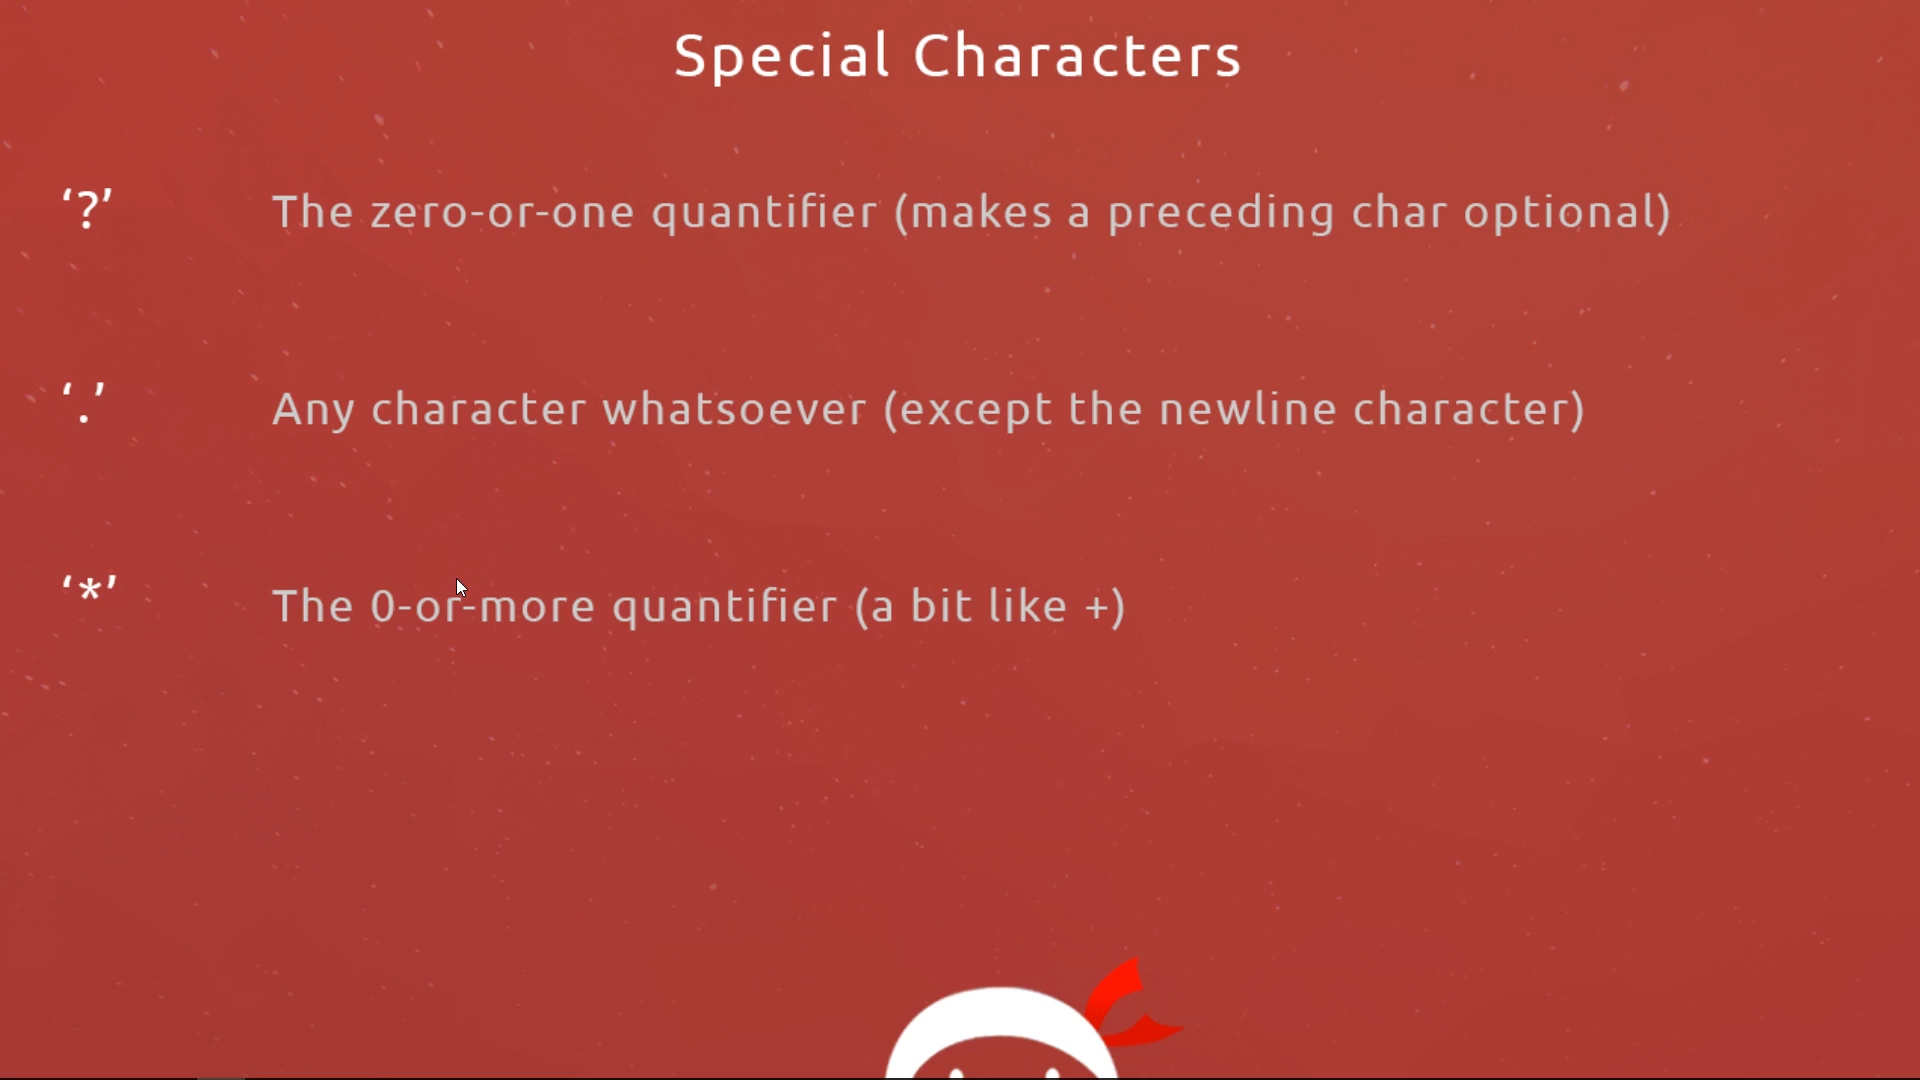 Special Characters
‘?’ The zero-or-one quantifier (makes a preceding char optional)
‘.’ Any character whatsoever (except the newline character)
‘*’ The 0-or-more quantifier (a bit like +)